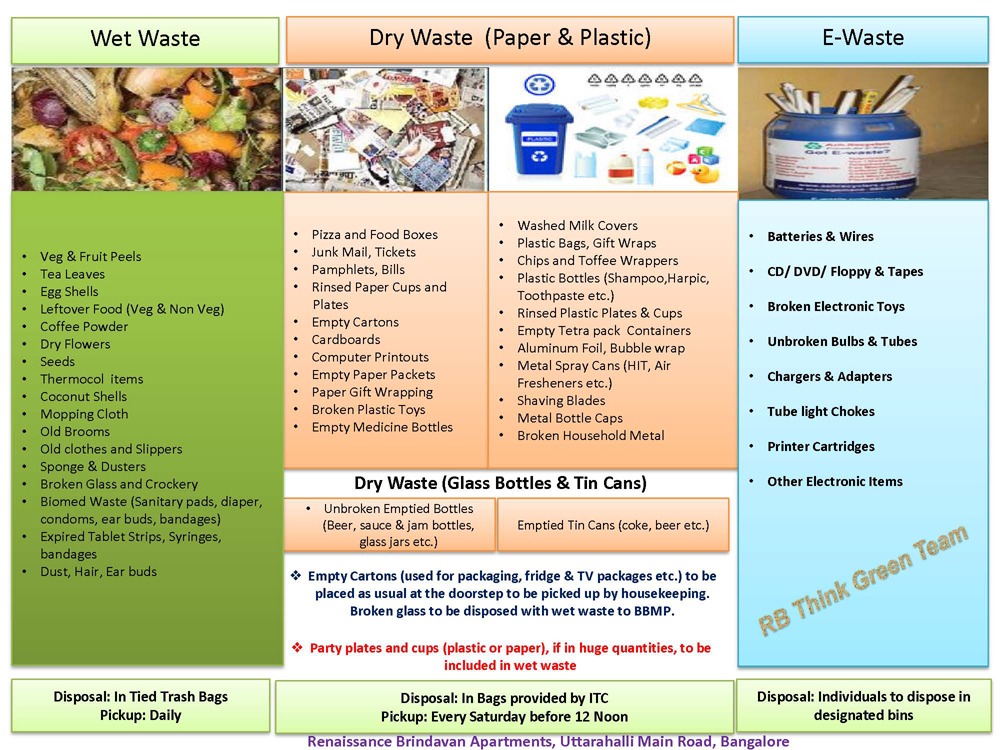 Wet Waste
Dry Waste (Paper & Plastic)
E-Waste
PLASTIC
Got E-waste?
• Veg & Fruit Peels
• Tea Leaves
• Egg Shells
• Leftover Food (Veg & Non Veg)
• Coffee Powder
• Dry Flowers
• Seeds
• Thermocol items
• Coconut Shells
• Mopping Cloth
• Old Brooms
• Old clothes and Slippers
• Sponge & Dusters
• Broken Glass and Crockery
• Biomed Waste (Sanitary pads, diaper,
condoms, ear buds, bandages)
• Expired Tablet Strips, Syringes,
bandages
• Dust, Hair, Ear buds
• Pizza and Food Boxes
• Junk Mail, Tickets
• Pamphlets, Bills
• Rinsed Paper Cups and
Plates
• Empty Cartons
• Cardboards
• Computer Printouts
• Empty Paper Packets
• Paper Gift Wrapping
• Broken Plastic Toys
• Empty Medicine Bottles
• Washed Milk Covers
• Plastic Bags, Gift Wraps
• Chips and Toffee Wrappers
• Plastic Bottles (Shampoo,Harpic,
Toothpaste etc.)
• Rinsed Plastic Plates & Cups
• Empty Tetra pack Containers
• Aluminum Foil, Bubble wrap
• Metal Spray Cans (HIT, Air
Fresheners etc.)
• Shaving Blades
• Metal Bottle Caps
• Broken Household Metal
Dry Waste (Glass Bottles & Tin Cans)
• Unbroken Emptied Bottles
(Beer, sauce & jam bottles,
glass jars etc.)
Emptied Tin Cans (coke, beer etc.)
❖ Empty Cartons (used for packaging, fridge & TV packages etc.) to be
placed as usual at the doorstep to be picked up by housekeeping.
Broken glass to be disposed with wet waste to BBMP.
❖ Party plates and cups (plastic or paper), if in huge quantities, to be
included in wet waste
• Batteries & Wires
• CD/ DVD/ Floppy & Tapes
• Broken Electronic Toys
• Unbroken Bulbs & Tubes
• Chargers & Adapters
• Tube light Chokes
• Printer Cartridges
• Other Electronic Items
RB Think Green Team
Disposal: In Tied Trash Bags
Pickup: Daily
Disposal: In Bags provided by ITC
Pickup: Every Saturday before 12 Noon
Disposal: Individuals to dispose in
designated bins
Renaissance Brindavan Apartments, Uttarahalli Main Road, Bangalore